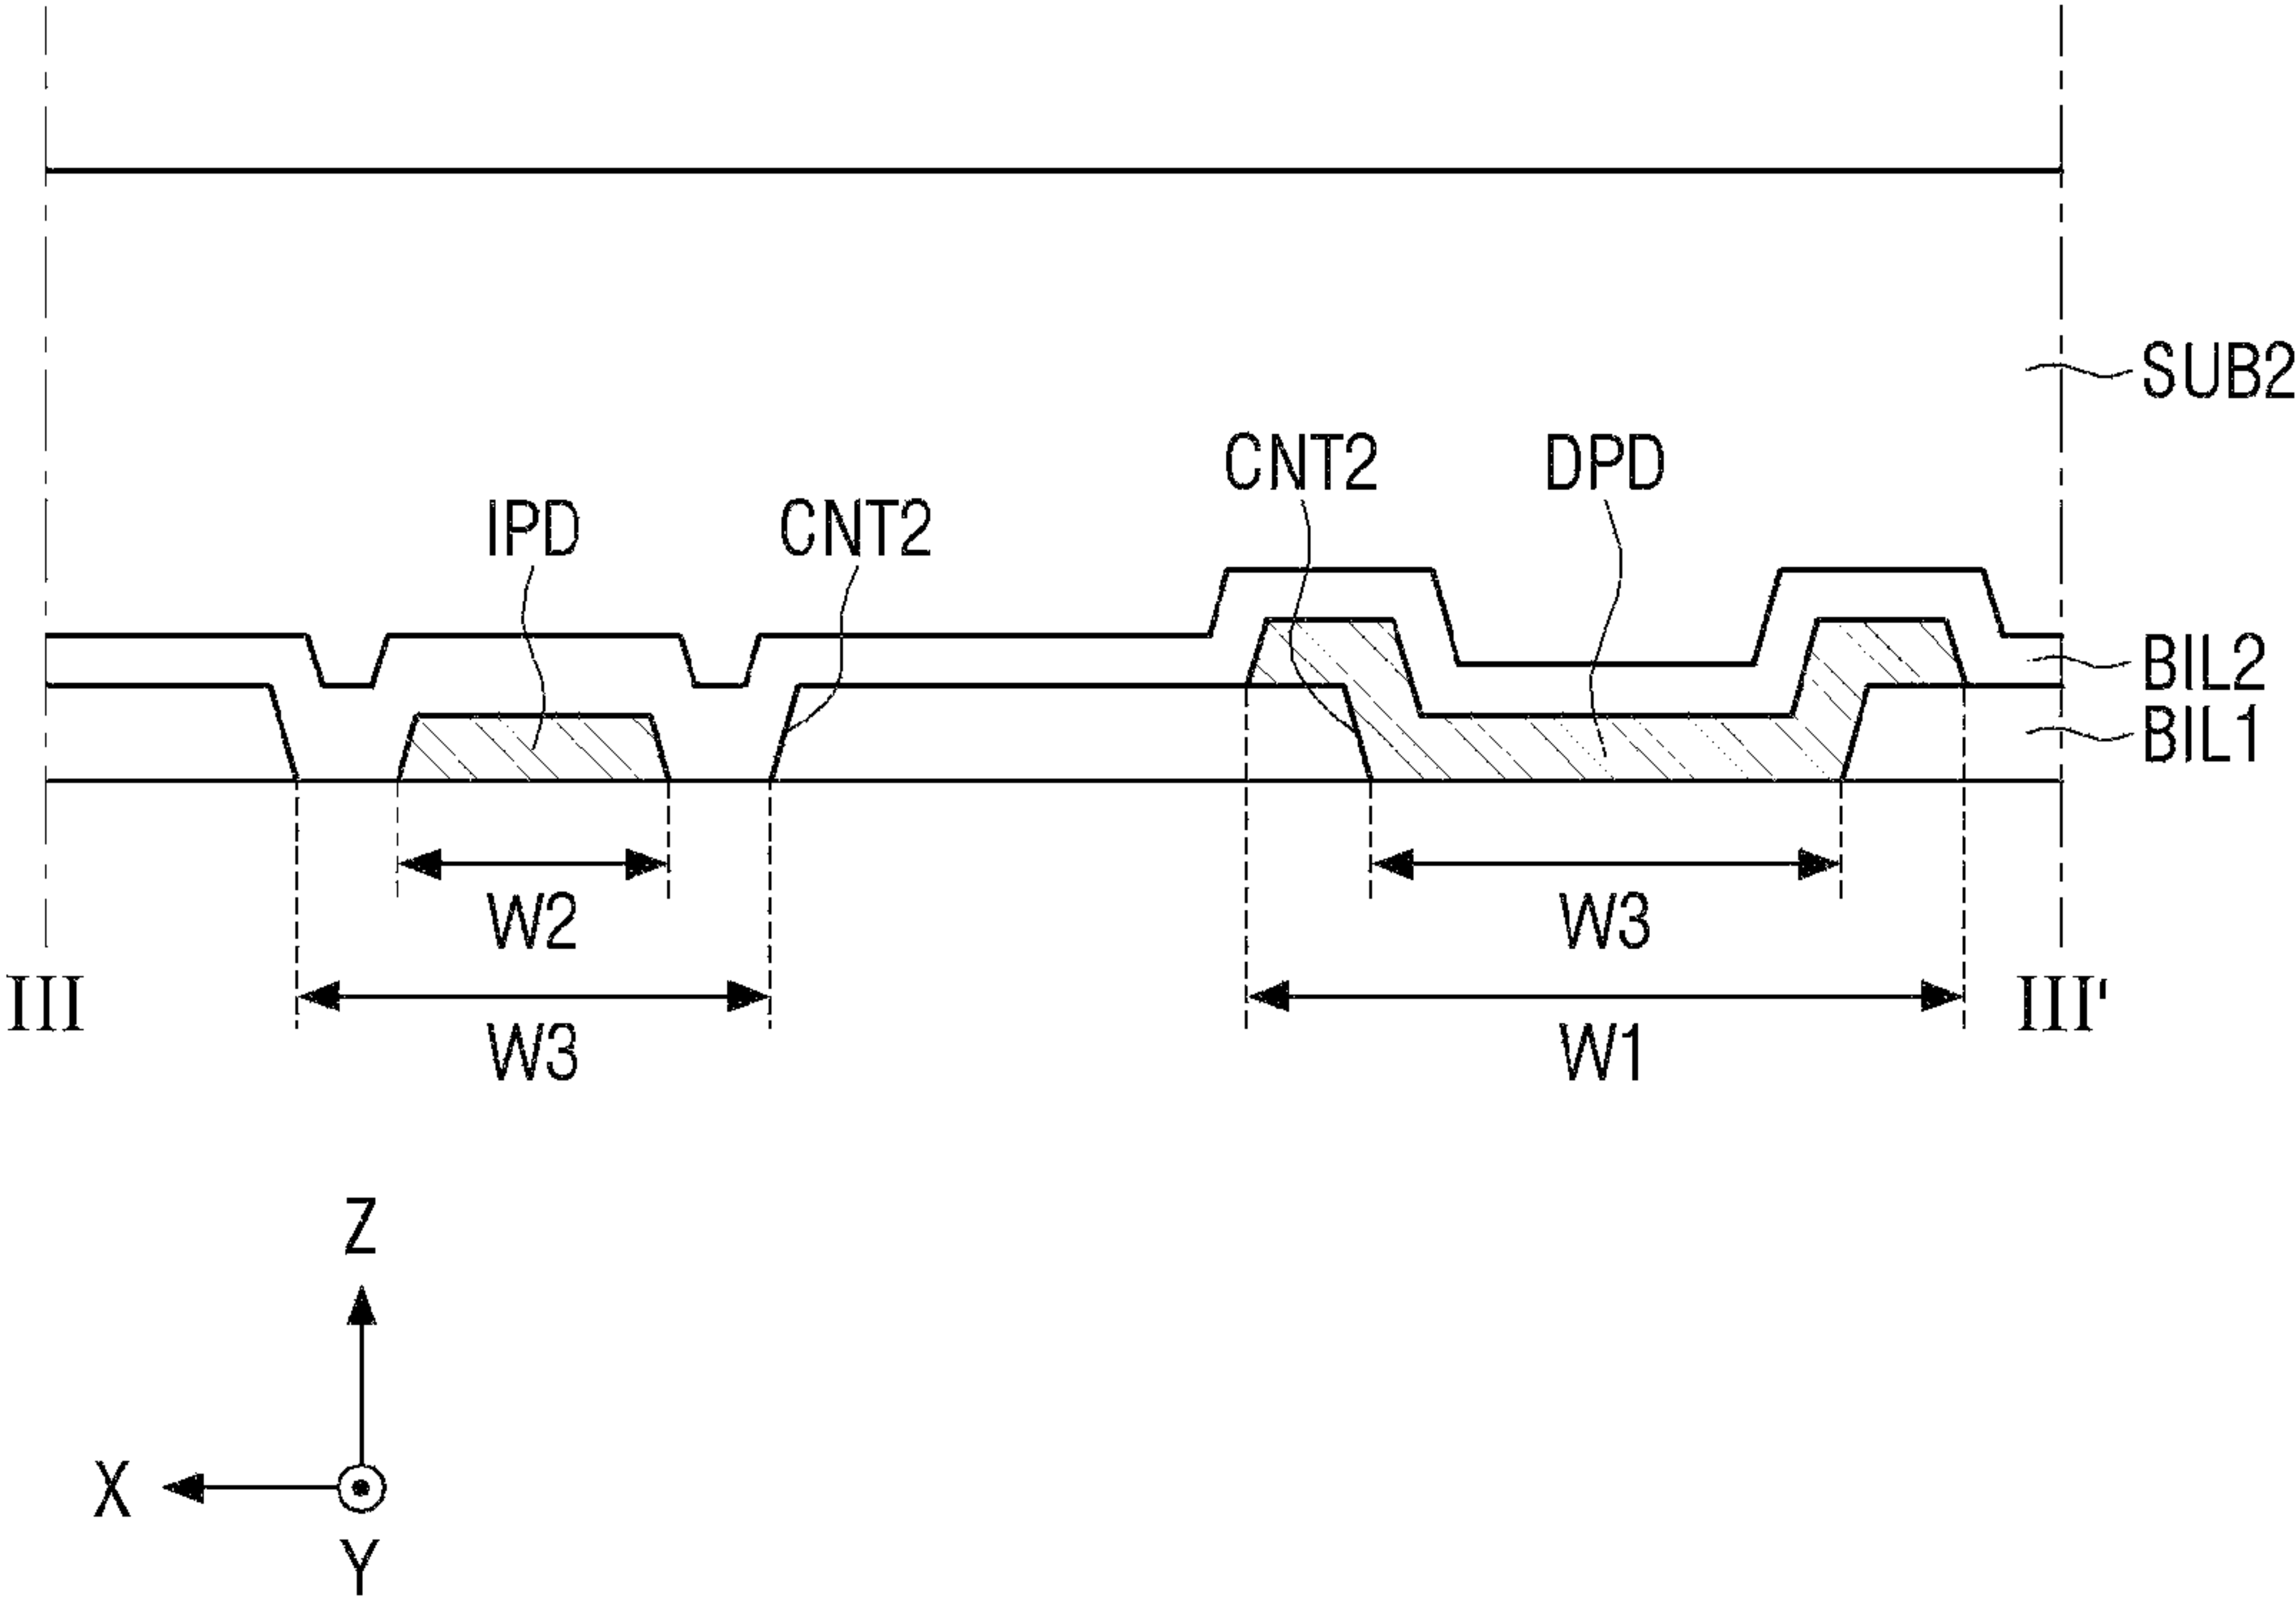 SUB2
CNT2
DPD
IPD
CNT2
BIL2
BIL1
W2
W3
III
III'
W3
W1
Z
X
Y